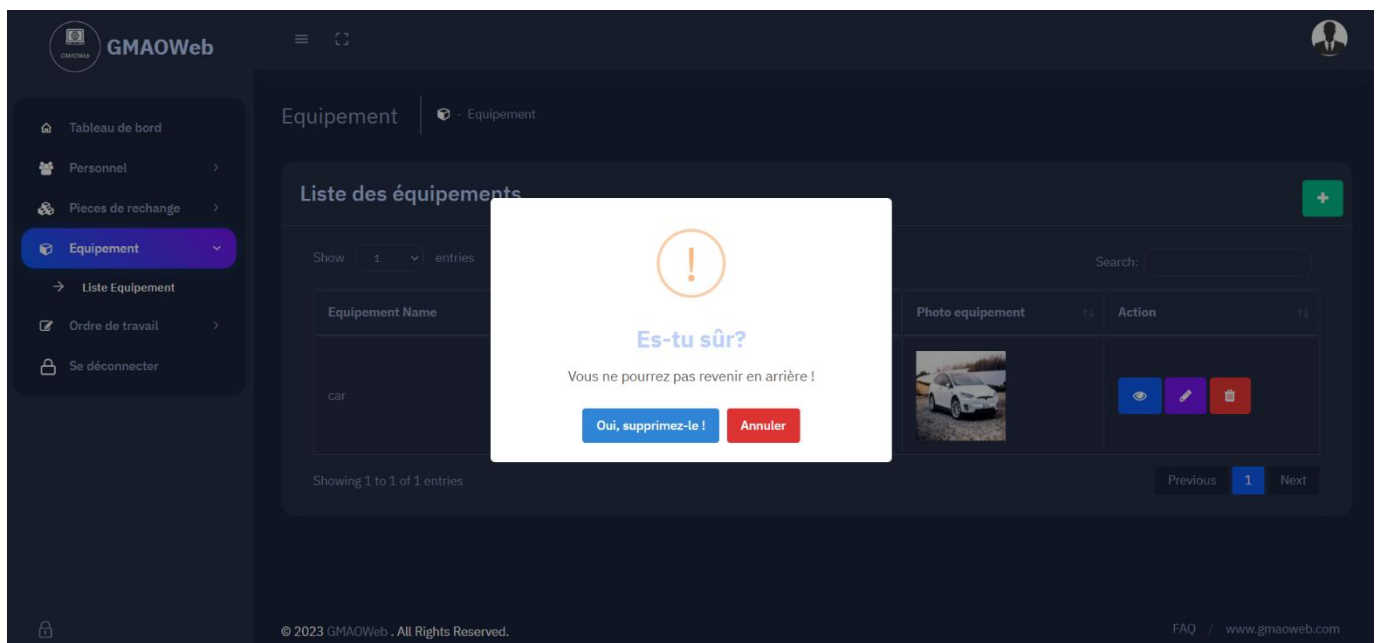 GMAOWeb
Equipement
· Equipement
Tableau de bord
Personnel
Pieces de rechange
Equipement
Liste Equipement
Ordre de travail
Se déconnecter
Liste des équipements
+
Show 1 entries
Search:
Equipement Name
Photo equipement
Action
car
!
Es-tu sûr?
Vous ne pourrez pas revenir en arrière !
Oui, supprimez-le !
Annuler
Showing 1 to 1 of 1 entries
Previous 1 Next
© 2023 GMAOWeb . All Rights Reserved.
FAQ / www.gmaoweb.com